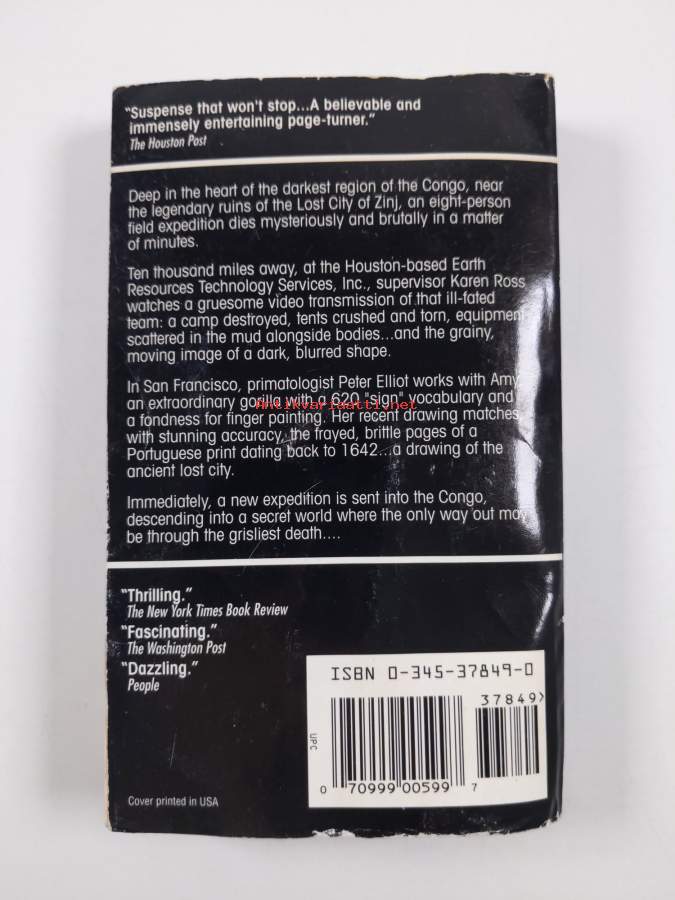 "Suspense that won't stop...A believable and
immensely entertaining page-turner."
The Houston Post
Deep in the heart of the darkest region of the Congo, near
the legendary ruins of the Lost City of Zinj, an eight-person
field expedition dies mysteriously and brutally in a matter
of minutes.
Ten thousand miles away, at the Houston-based Earth
Resources Technology Services, Inc., supervisor Karen Ross
watches a gruesome video transmission of that ill-fated
team: a camp destroyed, tents crushed and torn, equipment
scattered in the mud alongside bodies...and the grainy,
moving image of a dark, blurred shape.
In San Francisco, primatologist Peter Elliot works with Amy,
an extraordinary gorilla with a 620 "sign" vocabulary and
Antikvariaatti.net
a fondness for finger painting. Her recent drawing matches,
with stunning accuracy, the frayed, brittle pages of a
Portuguese print dating back to 1642...a drawing of the
ancient lost city.
Immediately, a new expedition is sent into the Congo,
descending into a secret world where the only way out may
be through the grisliest death....
"Thrilling."
The New York Times Book Review
"Fascinating."
The Washington Post
"Dazzling."
People
ISBN 0-345-37849-0
37849>
UPC
0 70999 00599 7
Cover printed in USA